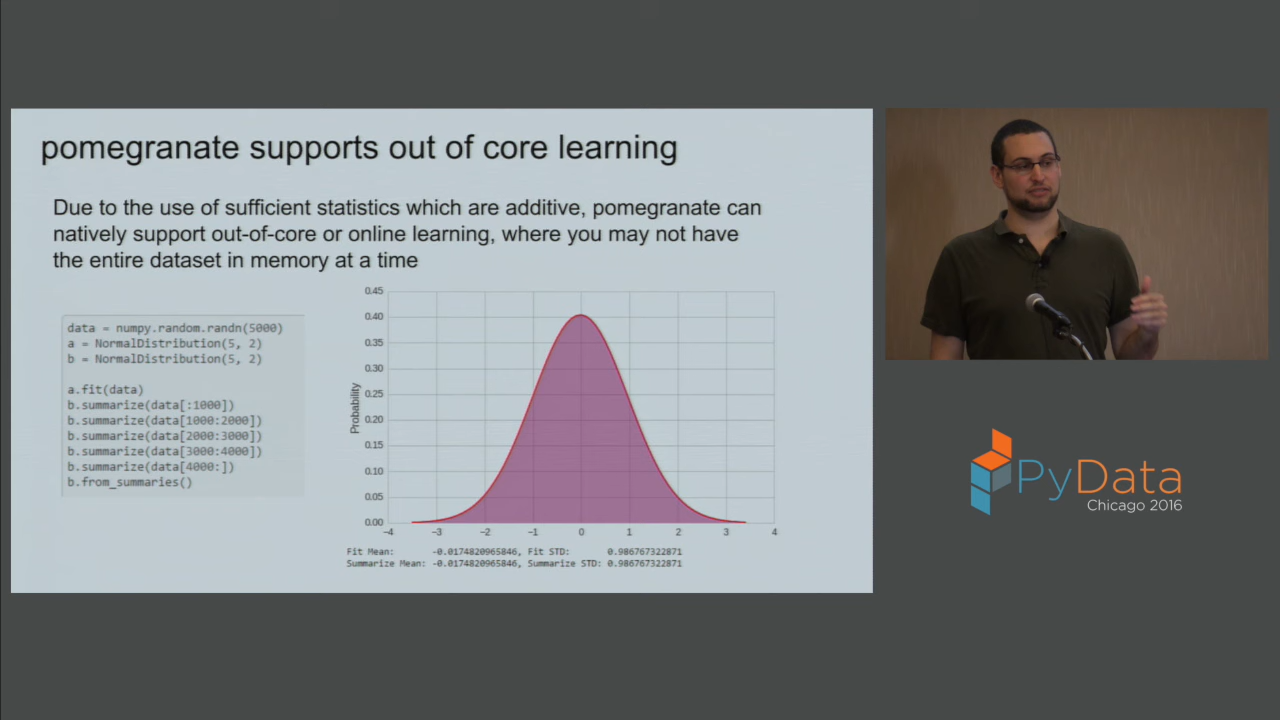 pomegranate supports out of core learning
Due to the use of sufficient statistics which are additive, pomegranate can
natively support out-of-core or online learning, where you may not have
the entire dataset in memory at a time
data = numpy.random.randn(5000)
a = NormalDistribution(5, 2)
b = NormalDistribution(5, 2)
a.fit(data)
b.summarize(data[:1000])
b.summarize(data[1000:2000])
b.summarize(data[2000:3000])
b.summarize(data[3000:4000])
b.summarize(data[4000:])
b.from_summaries()
0.45
0.40
0.35
0.30
0.25
0.20
0.15
0.10
0.05
0.00
Probability
−4 −3 −2 −1 0 1 2 3 4
Fit Mean: -0.0174820965846, Fit STD: 0.986767322871
Summarize Mean: -0.0174820965846, Summarize STD: 0.986767322871
PyData
Chicago 2016